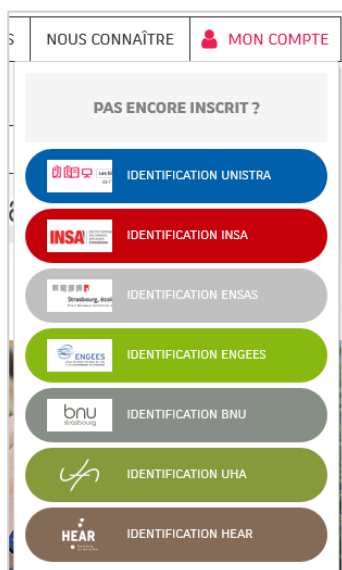 NOUS CONNAÎTRE
MON COMPTE
PAS ENCORE INSCRIT ?
IDENTIFICATION UNISTRA
INSA
IDENTIFICATION INSA
Strasbourg,
IDENTIFICATION ENSAS
ENGEES
IDENTIFICATION ENGEES
bnu
strasbourg
IDENTIFICATION BNU
IDENTIFICATION UHA
HEAR
IDENTIFICATION HEAR